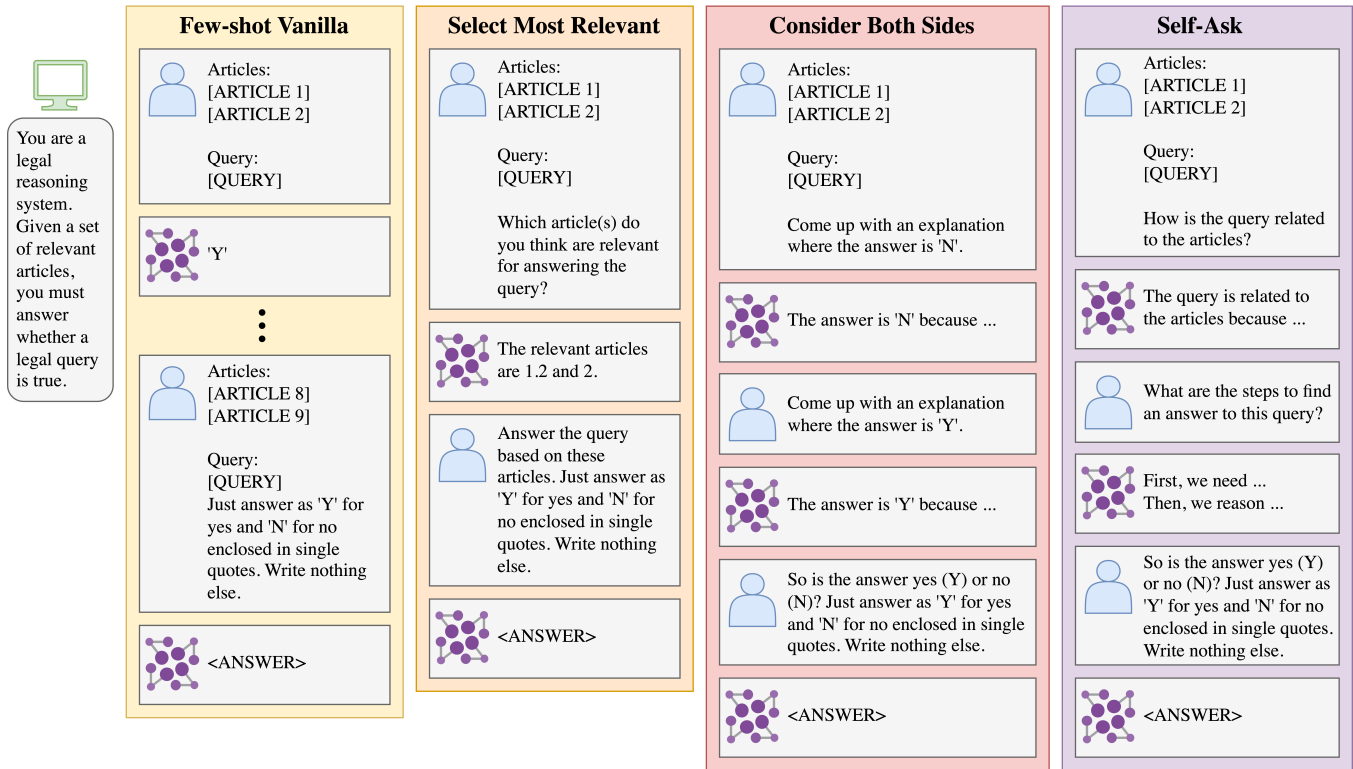 You are a
legal
reasoning
system.
Given a set
of relevant
articles,
you must
answer
whether a
legal query
is true.
Few-shot Vanilla
Articles:
[ARTICLE 1]
[ARTICLE 2]
Query:
[QUERY]
'Y'
Articles:
[ARTICLE 8]
[ARTICLE 9]
Query:
[QUERY]
Just answer as 'Y' for
yes and 'N' for no
enclosed in single
quotes. Write nothing
else.
<ANSWER>
Select Most Relevant
Articles:
[ARTICLE 1]
[ARTICLE 2]
Query:
[QUERY]
Which article(s) do
you think are relevant
for answering the
query?
The relevant articles
are 1.2 and 2.
Answer the query
based on these
articles. Just answer as
'Y' for yes and 'N' for
no enclosed in single
quotes. Write nothing
else.
<ANSWER>
Consider Both Sides
Articles:
[ARTICLE 1]
[ARTICLE 2]
Query:
[QUERY]
Come up with an explanation
where the answer is 'N'.
The answer is 'N' because ...
Come up with an explanation
where the answer is 'Y'.
The answer is 'Y' because ...
So is the answer yes (Y) or no
(N)? Just answer as 'Y' for yes
and 'N' for no enclosed in single
quotes. Write nothing else.
<ANSWER>
Self-Ask
Articles:
[ARTICLE 1]
[ARTICLE 2]
Query:
[QUERY]
How is the query related
to the articles?
The query is related to
the articles because ...
What are the steps to find
an answer to this query?
First, we need ...
Then, we reason ...
So is the answer yes (Y)
or no (N)? Just answer as
'Y' for yes and 'N' for no
enclosed in single quotes.
Write nothing else.
<ANSWER>